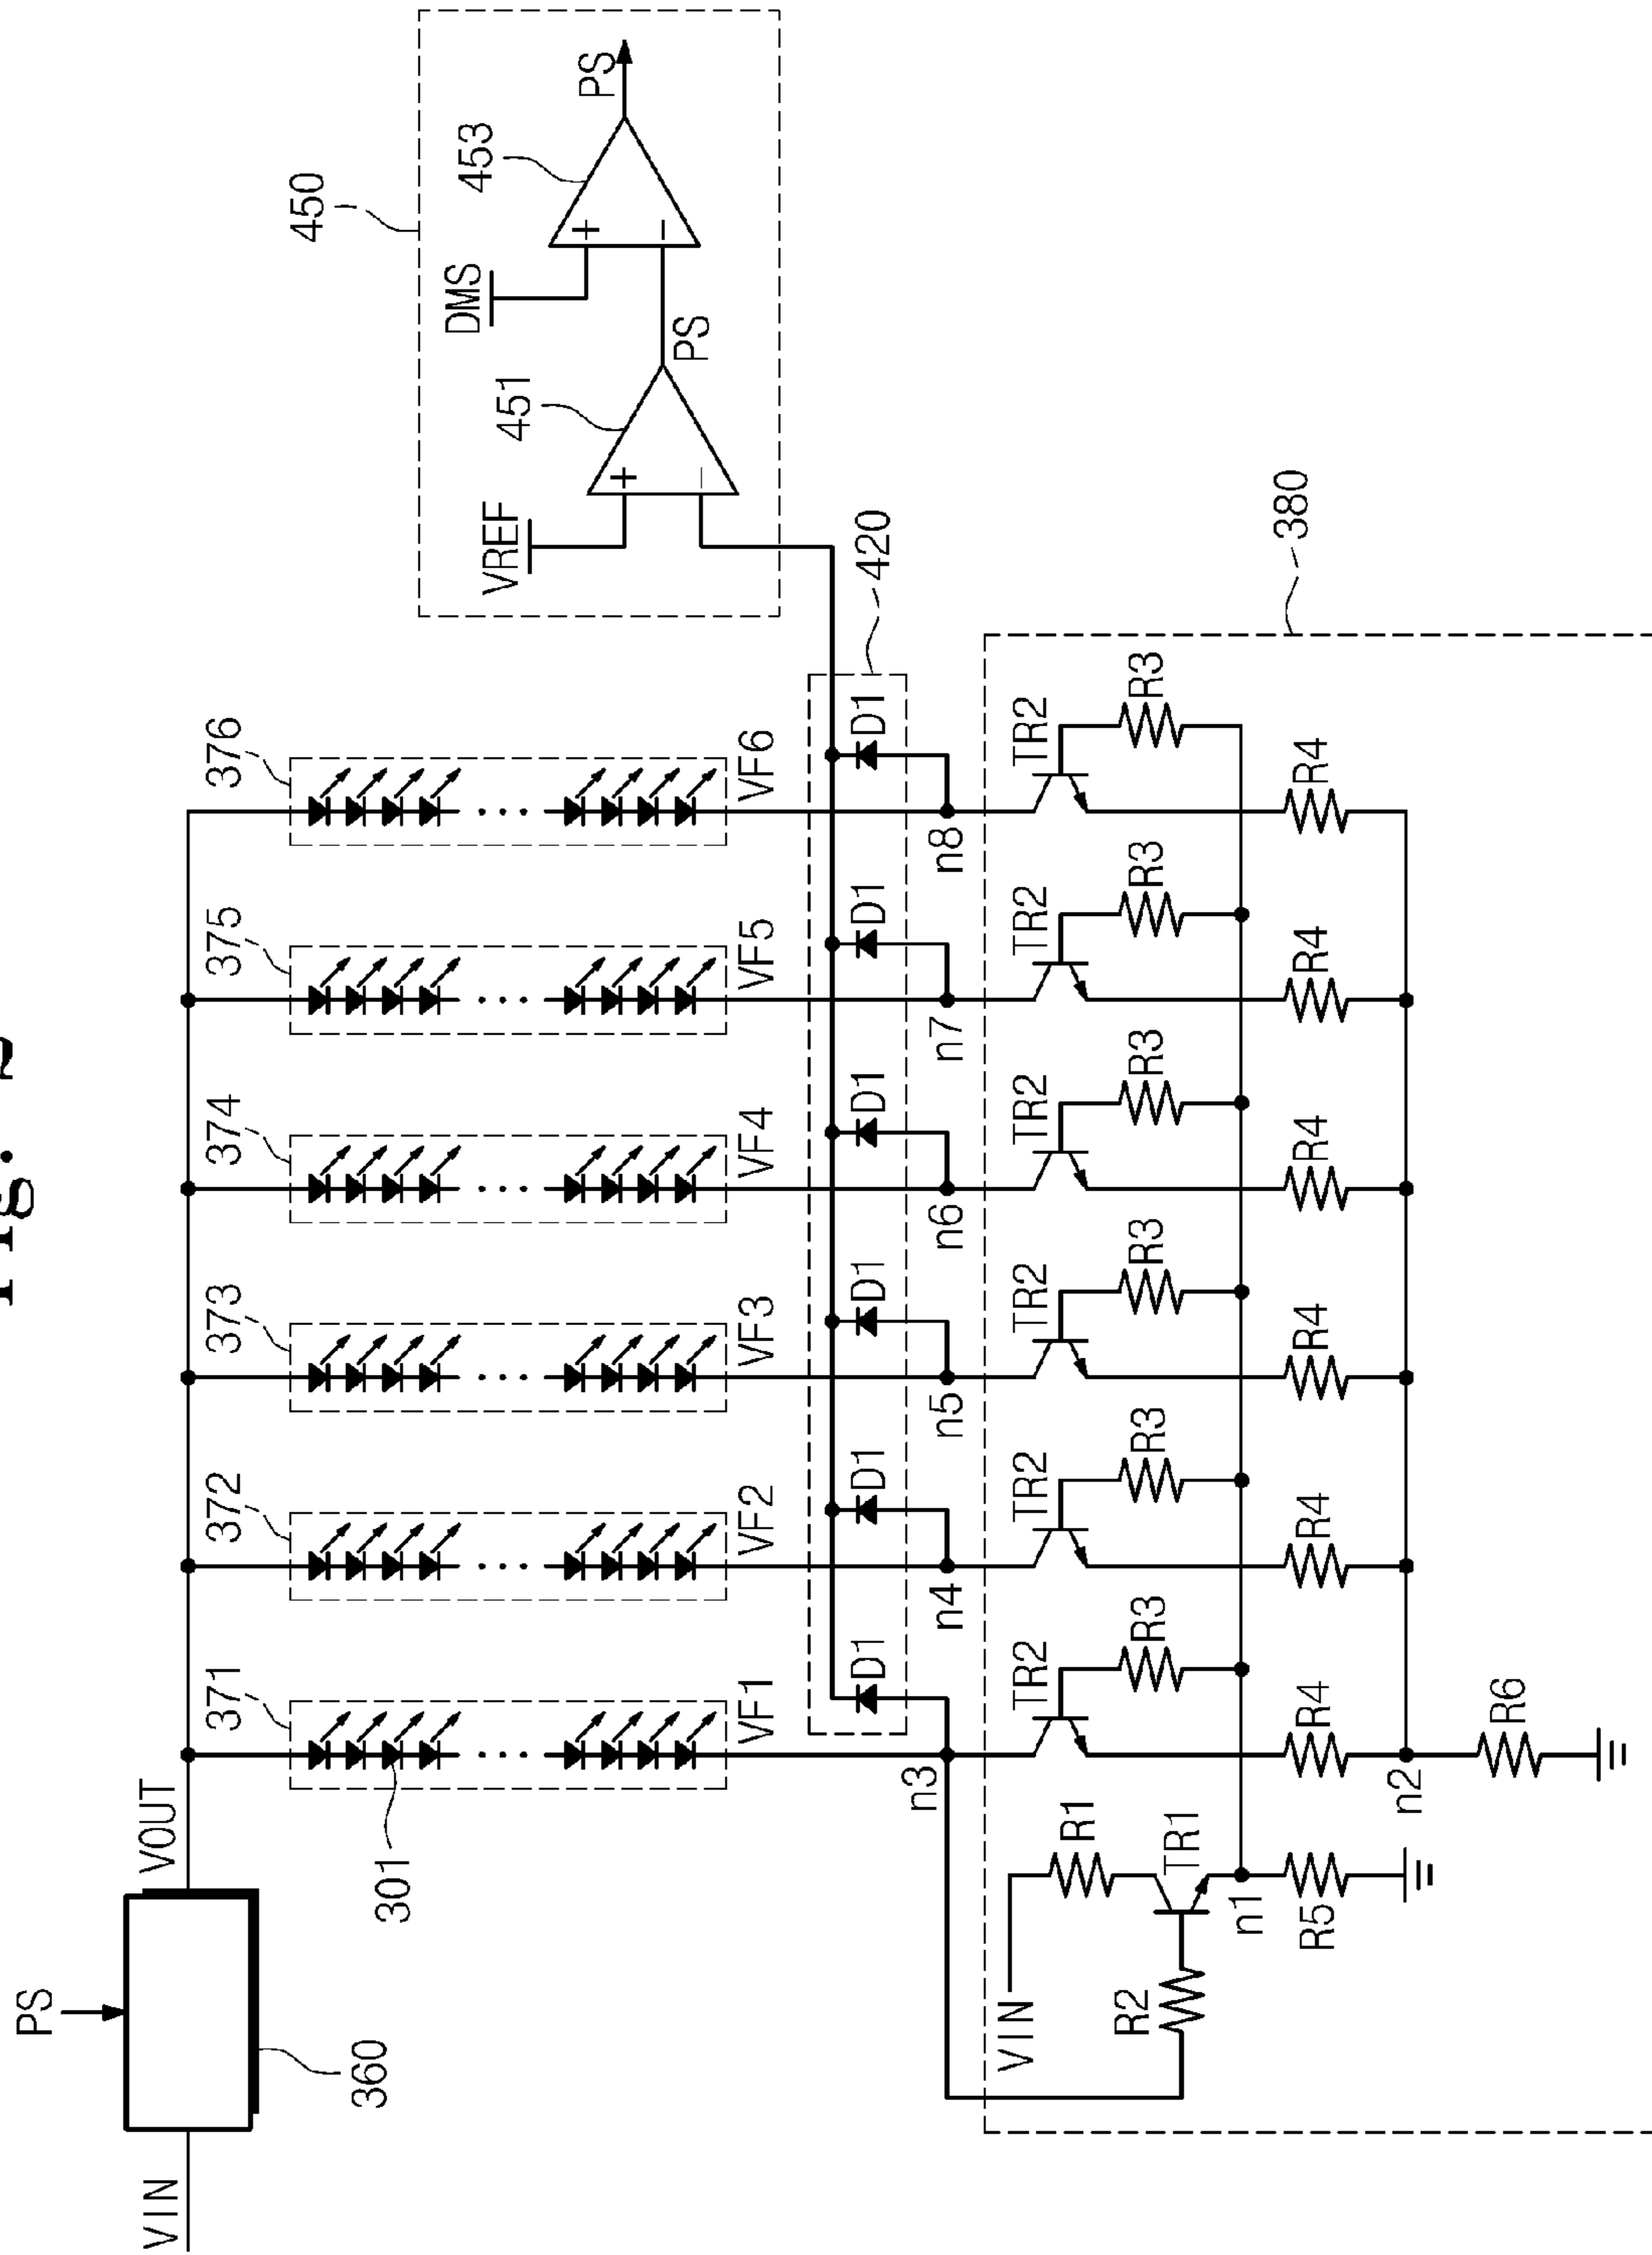 Fig.
PS
VIN
360
VOUT
301
371
372
373
374
375
376
VF1
VF2
VF3
VF4
VF5
VF6
450
VREF
451
+
−
PS
DMS
453
+
−
PS
420
D1
D1
D1
D1
D1
D1
n3
n4
n5
n6
n7
n8
380
VIN
R1
R2
TR1
TR2
TR2
TR2
TR2
TR2
TR2
R3
R3
R3
R3
R3
R3
n1
R5
R4
R4
R4
R4
R4
R4
n2
R6